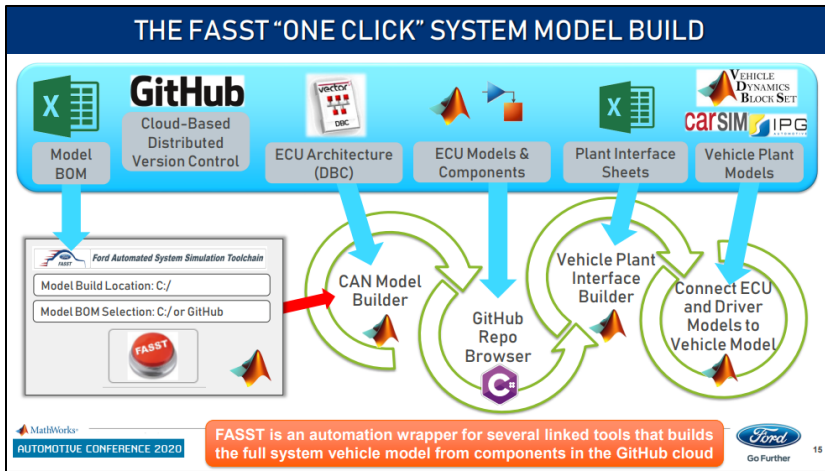 THE FASST “ONE CLICK” SYSTEM MODEL BUILD
X
Model
BOM
GitHub
Cloud-Based
Distributed
Version Control
vector
DBC
ECU Architecture
(DBC)
ECU Models &
Components
X
Plant Interface
Sheets
VEHICLE
DYNAMICS
BLOCK SET
CARSIM
IPG
AUTOMOTIVE
Vehicle Plant
Models
FASST
Ford Automated System Simulation Toolchain
Model Build Location: C:/
Model BOM Selection: C:/ or GitHub
FASST
CAN Model
Builder
GitHub
Repo
Browser
C#
Vehicle Plant
Interface
Builder
Connect ECU
and Driver
Models to
Vehicle Model
MathWorks
AUTOMOTIVE CONFERENCE 2020
FASST is an automation wrapper for several linked tools that builds
the full system vehicle model from components in the GitHub cloud
Ford
Go Further
15